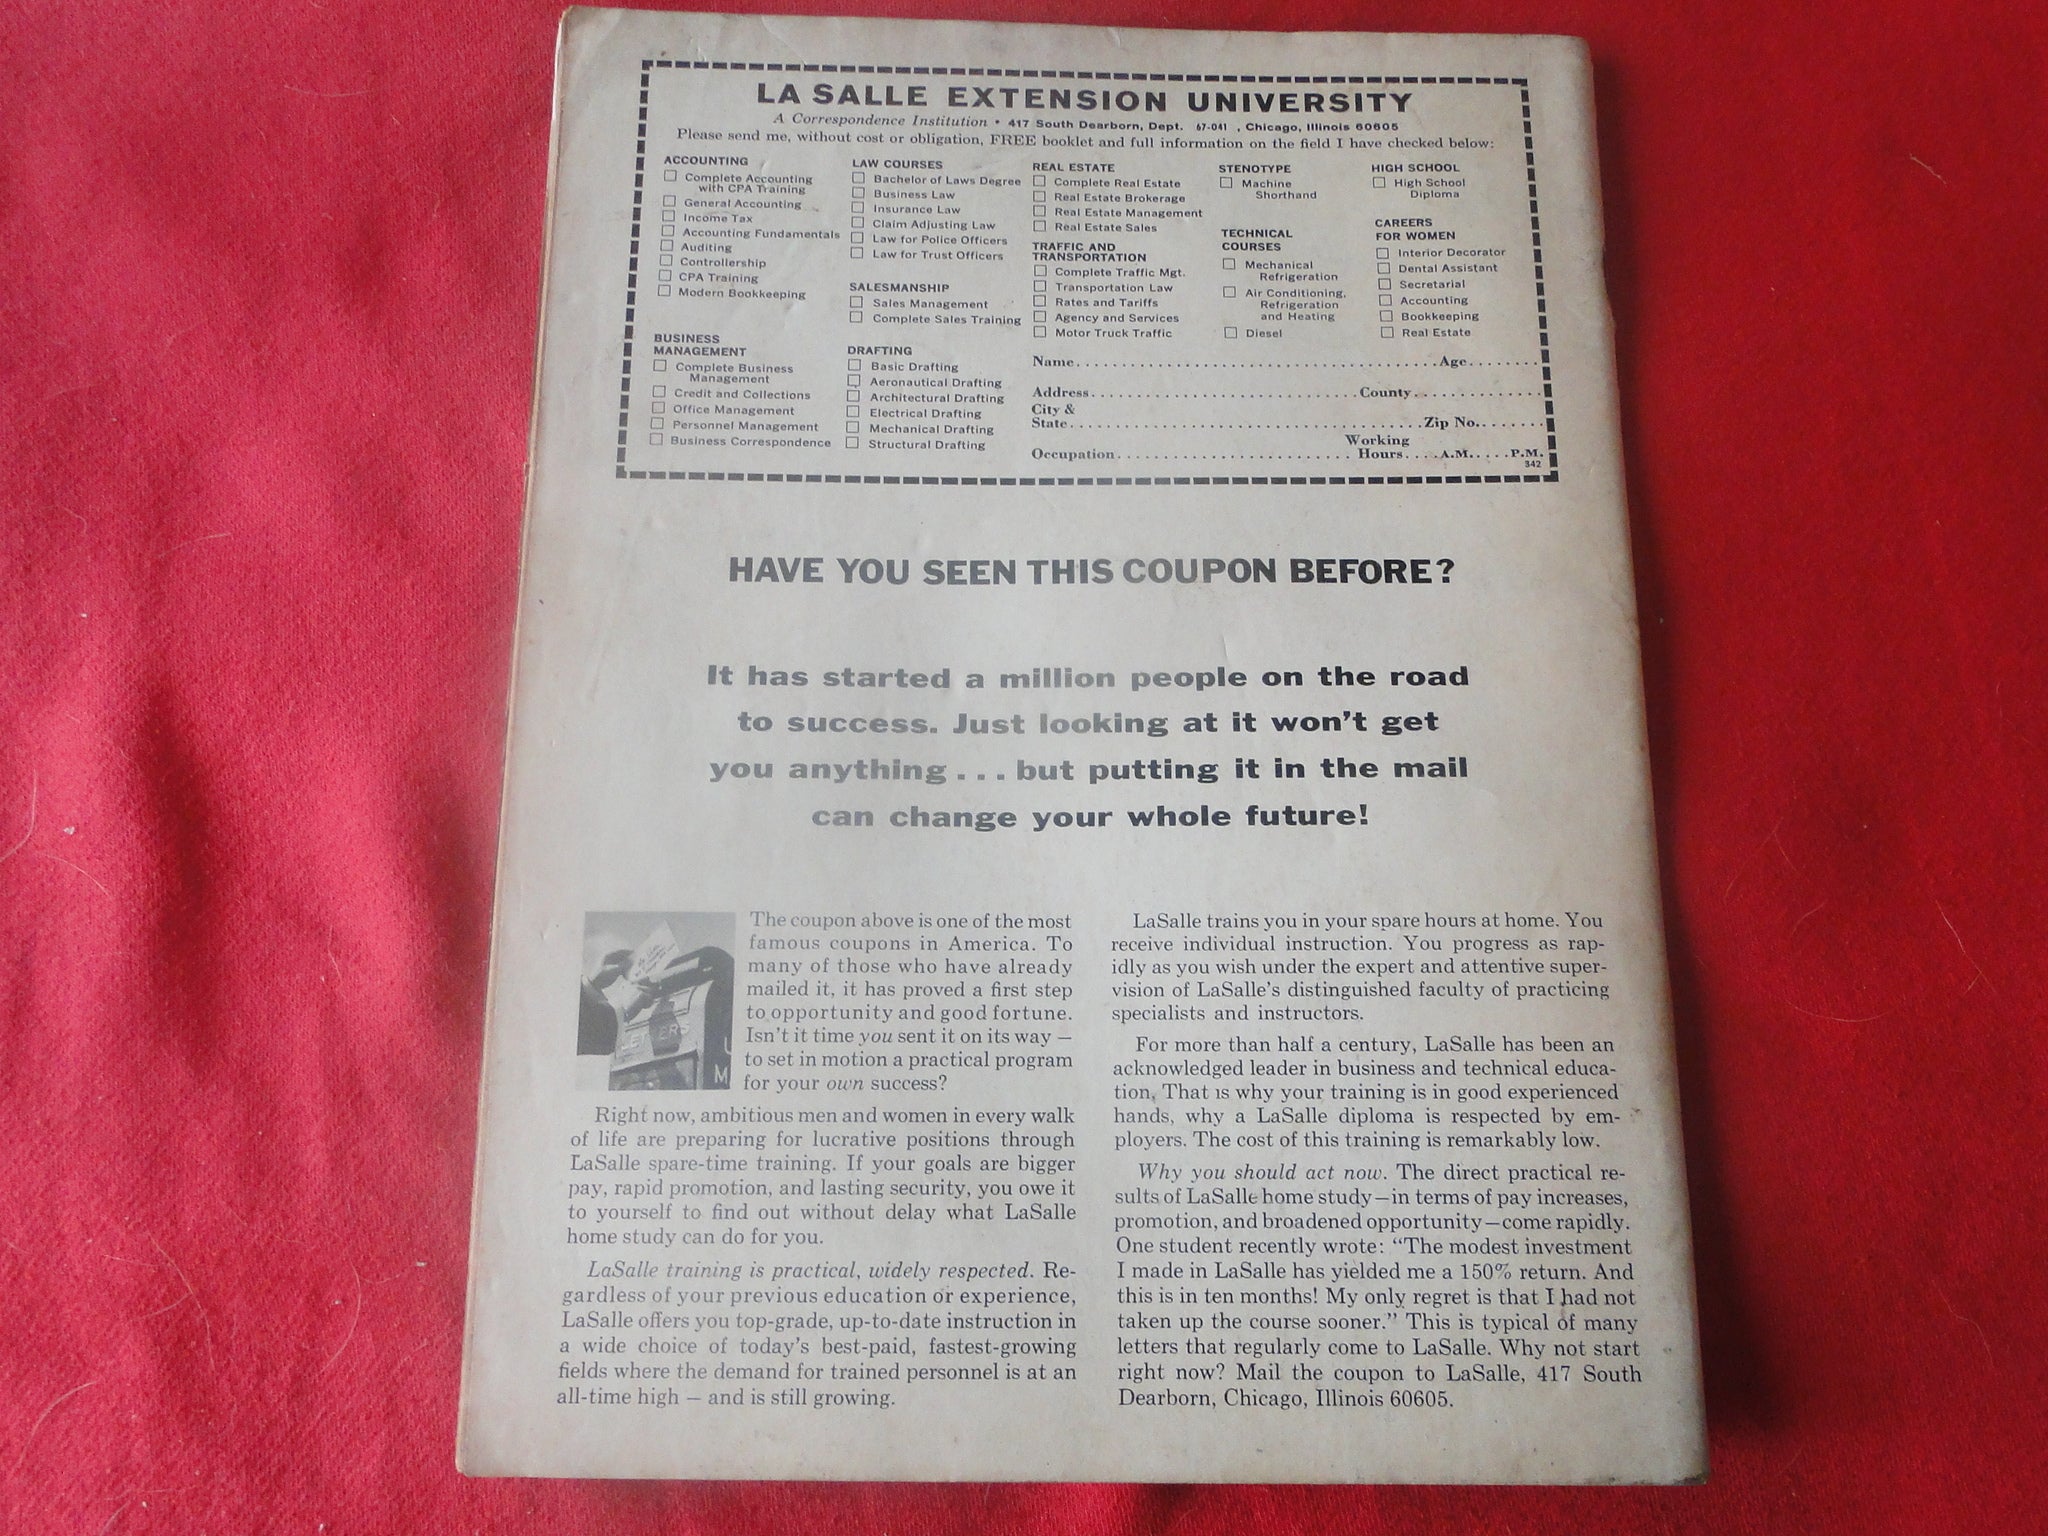 LA SALLE EXTENSION UNIVERSITY
A Correspondence Institution • 417 South Dearborn, Dept. 67-041 , Chicago, Illinois 60605
Please send me, without cost or obligation, FREE booklet and full information on the field I have checked below:
ACCOUNTING
Complete Accounting
with CPA Training
General Accounting
Income Tax
Accounting Fundamentals
Auditing
Controllership
CPA Training
Modern Bookkeeping
BUSINESS
MANAGEMENT
Complete Business
Management
Credit and Collections
Office Management
Personnel Management
Business Correspondence
LAW COURSES
Bachelor of Laws Degree
Business Law
Insurance Law
Claim Adjusting Law
Law for Police Officers
Law for Trust Officers
SALESMANSHIP
Sales Management
Complete Sales Training
DRAFTING
Basic Drafting
Aeronautical Drafting
Architectural Drafting
Electrical Drafting
Mechanical Drafting
Structural Drafting
REAL ESTATE
Complete Real Estate
Real Estate Brokerage
Real Estate Management
Real Estate Sales
TRAFFIC AND
TRANSPORTATION
Complete Traffic Mgt.
Transportation Law
Rates and Tariffs
Agency and Services
Motor Truck Traffic
STENOTYPE
Machine
Shorthand
TECHNICAL
COURSES
Mechanical
Refrigeration
Air Conditioning,
Refrigeration
and Heating
Diesel
HIGH SCHOOL
High School
Diploma
CAREERS
FOR WOMEN
Interior Decorator
Dental Assistant
Secretarial
Accounting
Bookkeeping
Real Estate
Name........................................Age........
Address.............................County..............
City &
State......................................Zip No.......
Working
Occupation........................... Hours....A.M.....P.M.
342
HAVE YOU SEEN THIS COUPON BEFORE?
It has started a million people on the road
to success. Just looking at it won't get
you anything... but putting it in the mail
can change your whole future!
LETTERS
U
M
The coupon above is one of the most
famous coupons in America. To
many of those who have already
mailed it, it has proved a first step
to opportunity and good fortune.
Isn't it time you sent it on its way —
to set in motion a practical program
for your own success?
Right now, ambitious men and women in every walk
of life are preparing for lucrative positions through
LaSalle spare-time training. If your goals are bigger
pay, rapid promotion, and lasting security, you owe it
to yourself to find out without delay what LaSalle
home study can do for you.
LaSalle training is practical, widely respected. Re-
gardless of your previous education or experience,
LaSalle offers you top-grade, up-to-date instruction in
a wide choice of today's best-paid, fastest-growing
fields where the demand for trained personnel is at an
all-time high — and is still growing.
LaSalle trains you in your spare hours at home. You
receive individual instruction. You progress as rap-
idly as you wish under the expert and attentive super-
vision of LaSalle's distinguished faculty of practicing
specialists and instructors.
For more than half a century, LaSalle has been an
acknowledged leader in business and technical educa-
tion. That is why your training is in good experienced
hands, why a LaSalle diploma is respected by em-
ployers. The cost of this training is remarkably low.
Why you should act now. The direct practical re-
sults of LaSalle home study—in terms of pay increases,
promotion, and broadened opportunity—come rapidly.
One student recently wrote: "The modest investment
I made in LaSalle has yielded me a 150% return. And
this is in ten months! My only regret is that I had not
taken up the course sooner." This is typical of many
letters that regularly come to LaSalle. Why not start
right now? Mail the coupon to LaSalle, 417 South
Dearborn, Chicago, Illinois 60605.